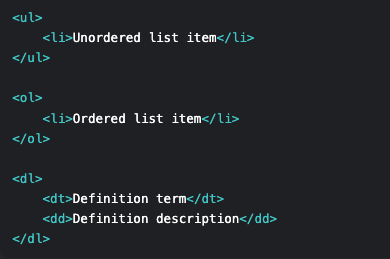 <ul>
    <li>Unordered list item</li>
</ul>

<ol>
    <li>Ordered list item</li>
</ol>

<dl>
    <dt>Definition term</dt>
    <dd>Definition description</dd>
</dl>